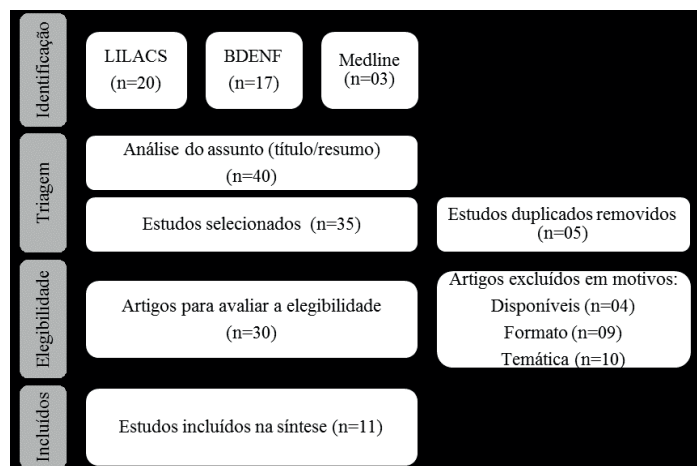 Identificação
LILACS
(n=20)
BDENF
(n=17)
Medline
(n=03)
Triagem
Análise do assunto (título/resumo)
(n=40)
Estudos selecionados (n=35)
Estudos duplicados removidos
(n=05)
Elegibilidade
Artigos para avaliar a elegibilidade
(n=30)
Artigos excluídos em motivos:
Disponíveis (n=04)
Formato (n=09)
Temática (n=10)
Incluídos
Estudos incluídos na síntese (n=11)